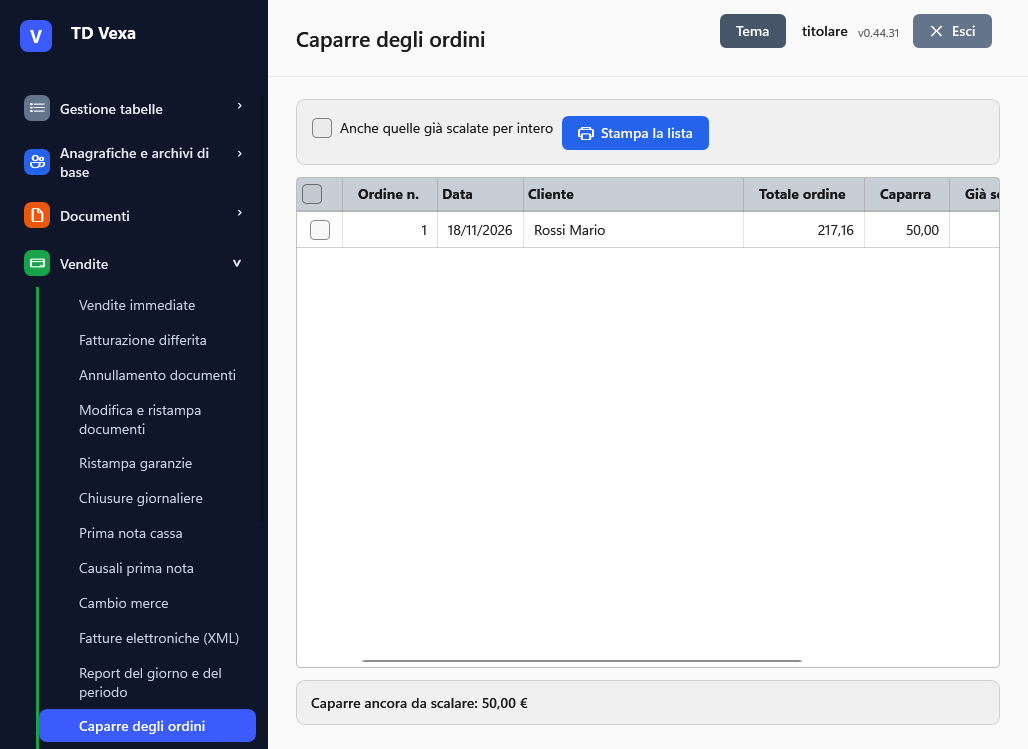 V
TD Vexa
Gestione tabelle
Anagrafiche e archivi di
base
Documenti
Vendite
Vendite immediate
Fatturazione differita
Annullamento documenti
Modifica e ristampa
documenti
Ristampa garanzie
Chiusure giornaliere
Prima nota cassa
Causali prima nota
Cambio merce
Fatture elettroniche (XML)
Report del giorno e del
periodo
Caparre degli ordini
Caparre degli ordini
Tema
titolare v0.44.31
Esci
Anche quelle già scalate per intero
Stampa la lista
Ordine n. Data Cliente Totale ordine Caparra Già
1 18/11/2026 Rossi Mario 217,16 50,00
Caparre ancora da scalare: 50,00 €